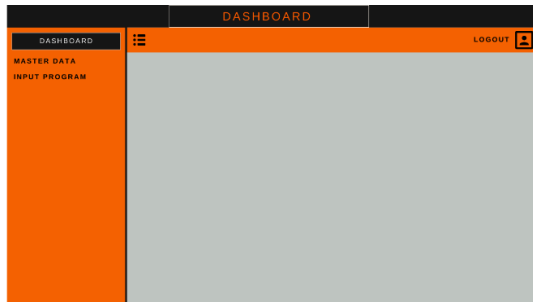 DASHBOARD
DASHBOARD
LOGOUT
MASTER DATA
INPUT PROGRAM